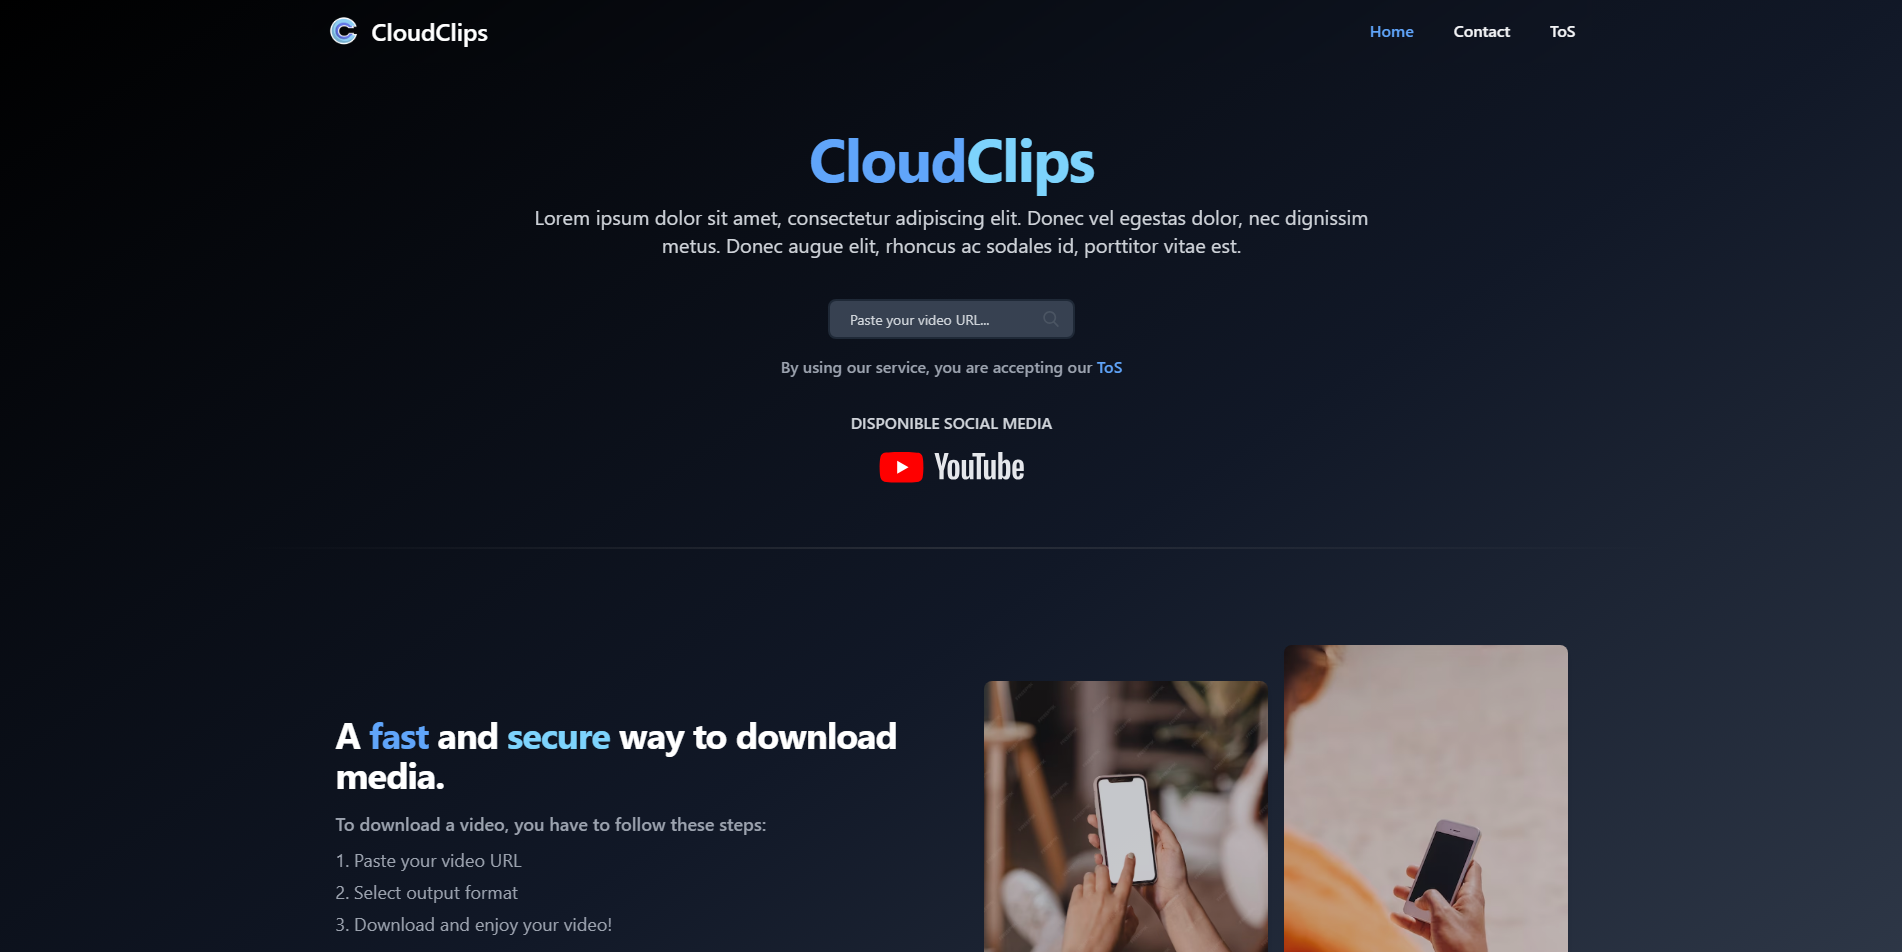 CloudClips
Home
Contact
ToS
CloudClips
Lorem ipsum dolor sit amet, consectetur adipiscing elit. Donec vel egestas dolor, nec dignissim
metus. Donec augue elit, rhoncus ac sodales id, porttitor vitae est.
Paste your video URL...
By using our service, you are accepting our ToS
DISPONIBLE SOCIAL MEDIA
YouTube
A fast and secure way to download
media.
To download a video, you have to follow these steps:
1. Paste your video URL
2. Select output format
3. Download and enjoy your video!